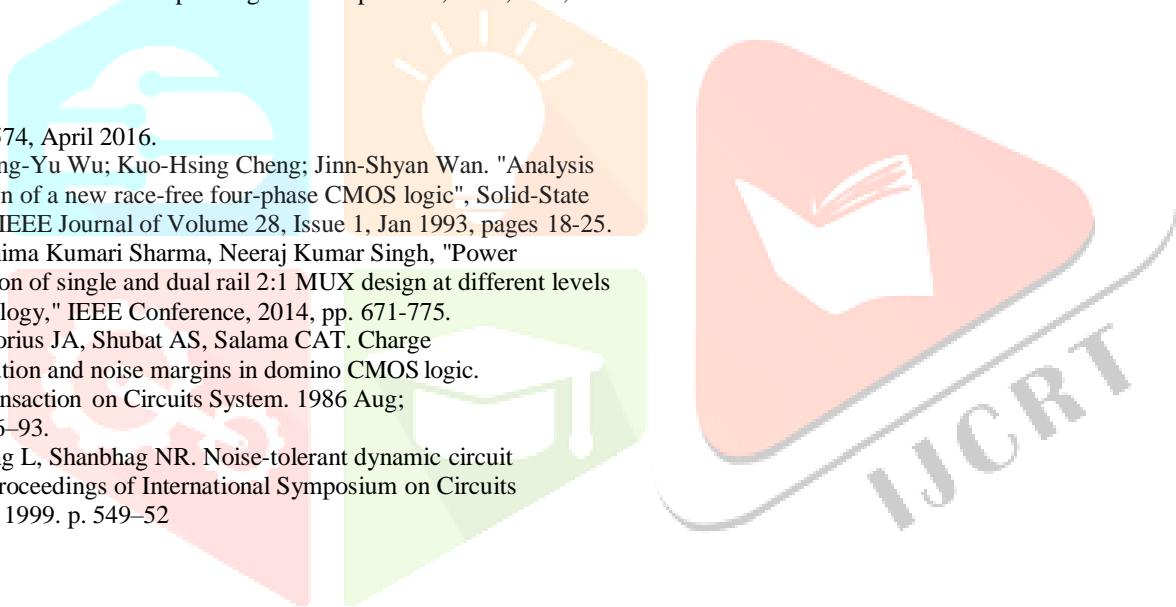 574, April 2016.
ng-Yu Wu; Kuo-Hsing Cheng; Jinn-Shyan Wan. "Analysis
n of a new race-free four-phase CMOS logic", Solid-State
IEEE Journal of Volume 28, Issue 1, Jan 1993, pages 18-25.
ima Kumari Sharma, Neeraj Kumar Singh, "Power
on of single and dual rail 2:1 MUX design at different levels
logy," IEEE Conference, 2014, pp. 671-775.
orius JA, Shubat AS, Salama CAT. Charge
ution and noise margins in domino CMOS logic.
nsaction on Circuits System. 1986 Aug;
–93.
ng L, Shanbhag NR. Noise-tolerant dynamic circuit
roceedings of International Symposium on Circuits
1999. p. 549–52
IJCRT